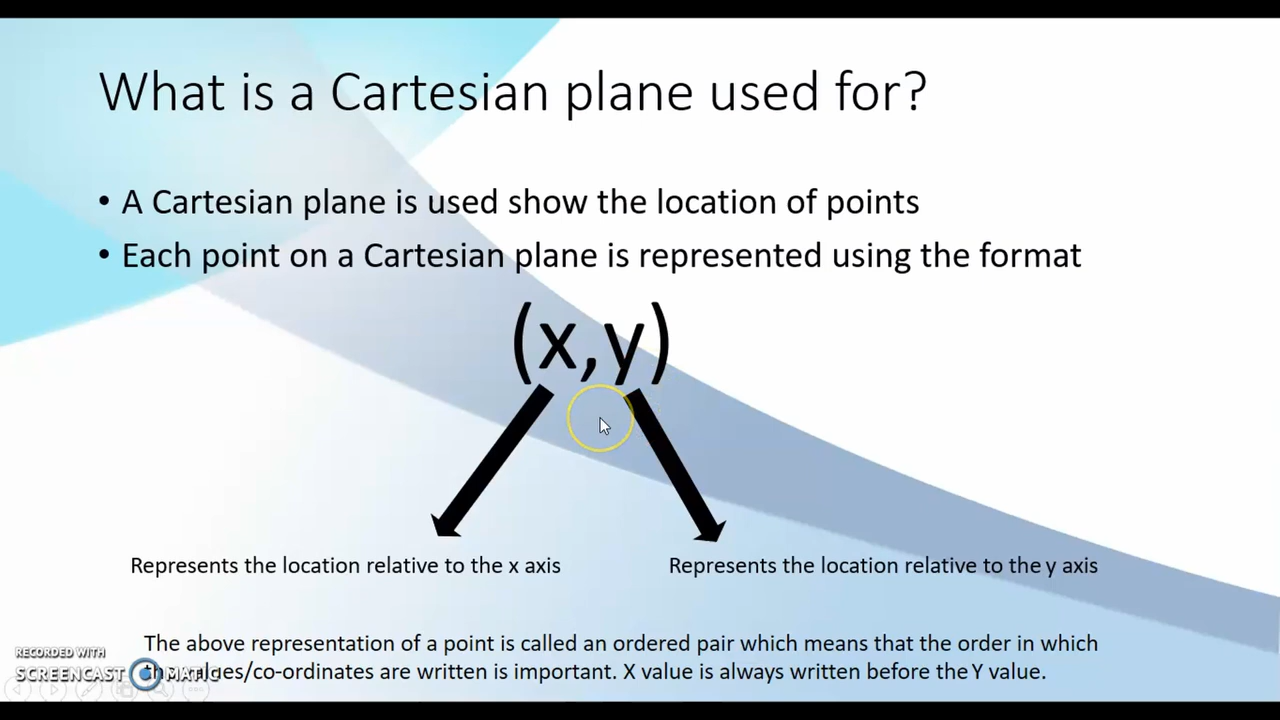 What is a Cartesian plane used for?
• A Cartesian plane is used show the location of points
• Each point on a Cartesian plane is represented using the format
(x,y)
Represents the location relative to the x axis
Represents the location relative to the y axis
The above representation of a point is called an ordered pair which means that the order in which
the values/co-ordinates are written is important. X value is always written before the Y value.
RECORDED WITH
SCREENCAST MATIC